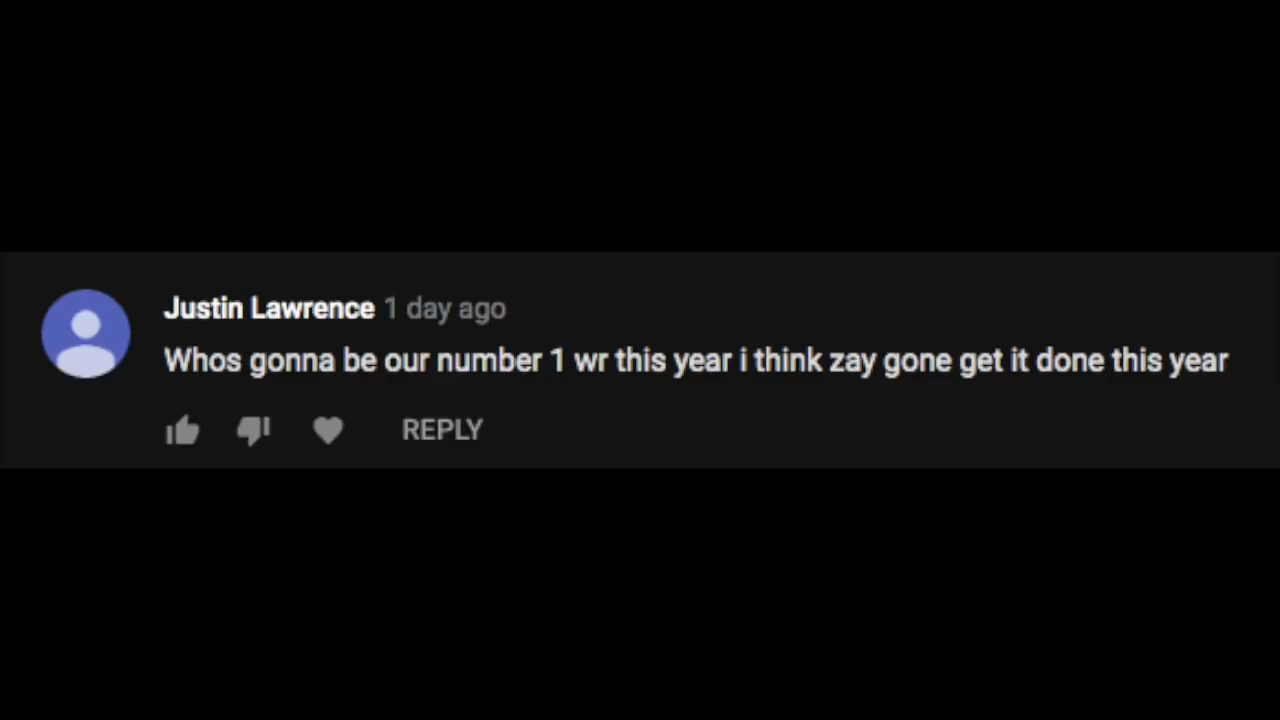 Justin Lawrence 1 day ago
Whos gonna be our number 1 wr this year i think zay gone get it done this year
REPLY